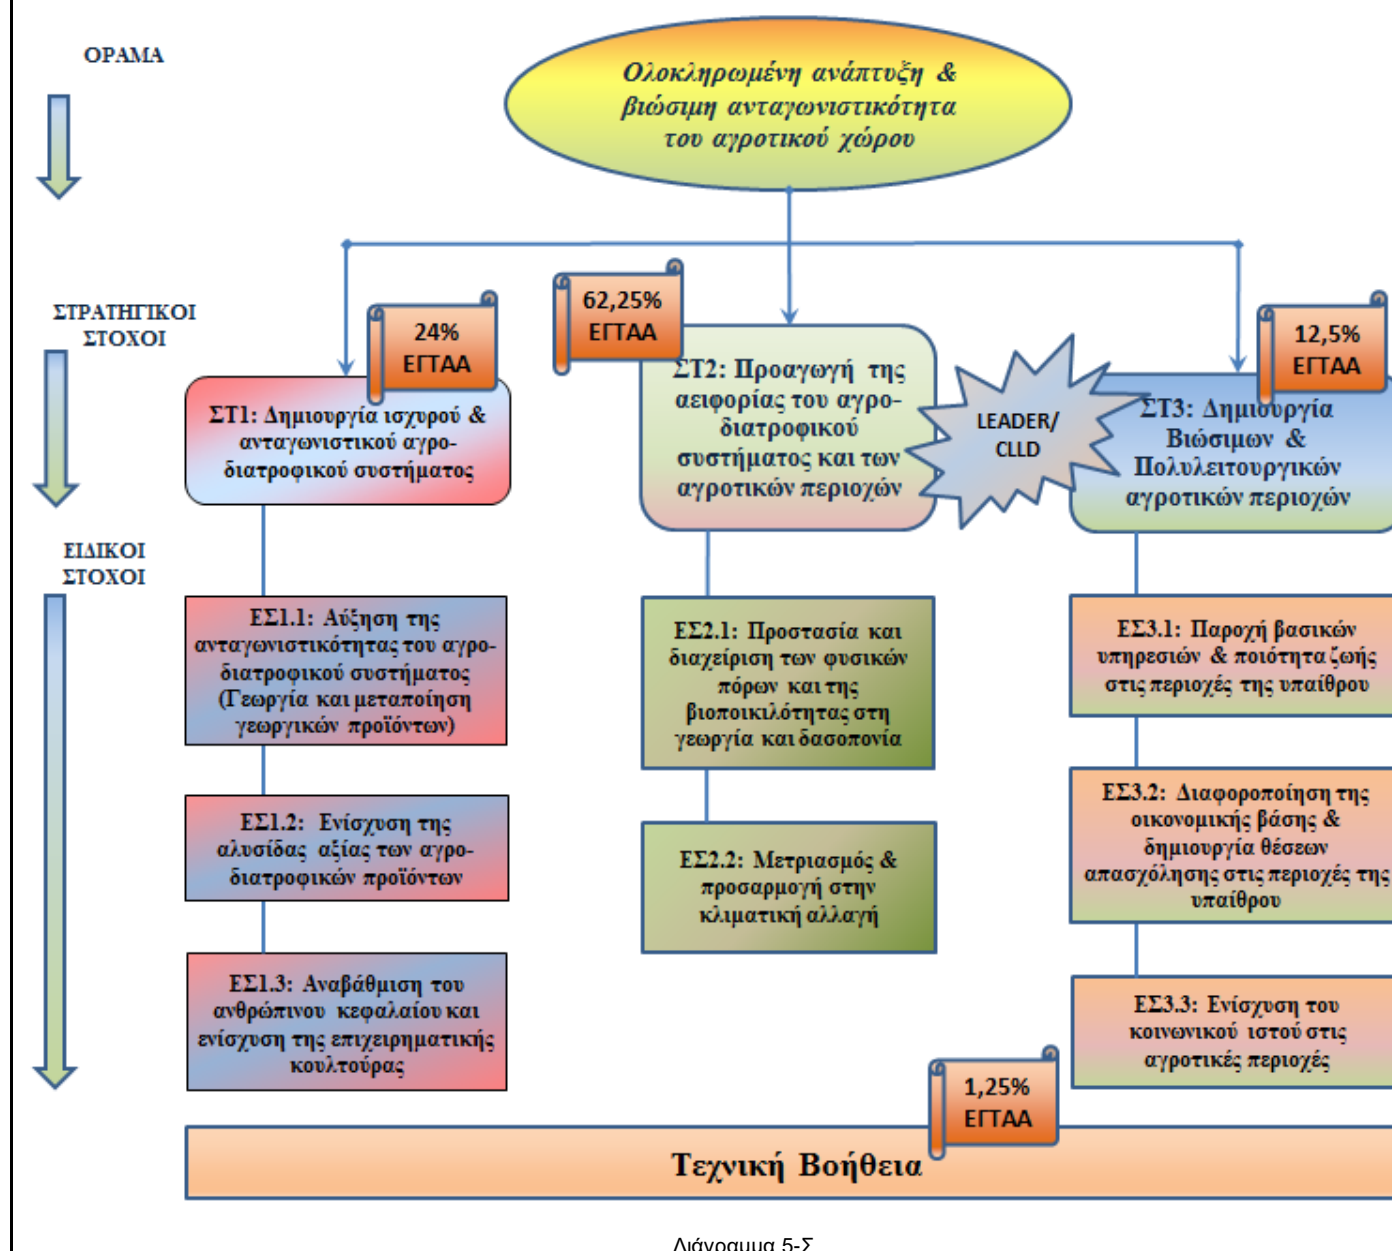 ΟΡΑΜΑ
Ολοκληρωμένη ανάπτυξη &
βιώσιμη ανταγωνιστικότητα
του αγροτικού χώρου
ΣΤΡΑΤΗΓΙΚΟΙ
ΣΤΟΧΟΙ
24%
ΕΓΤΑΑ
62,25%
ΕΓΤΑΑ
12,5%
ΕΓΤΑΑ
ΣΤ1: Δημιουργία ισχυρού &
ανταγωνιστικού αγρο-
διατροφικού συστήματος
ΣΤ2: Προαγωγή της
αειφορίας του αγρο-
διατροφικού
συστήματος και των
αγροτικών περιοχών
LEADER/
CLLD
ΣΤ3: Δημιουργία
Βιώσιμων &
Πολυλειτουργικών
αγροτικών περιοχών
ΕΙΔΙΚΟΙ
ΣΤΟΧΟΙ
ΕΣ1.1: Αύξηση της
ανταγωνιστικότητας του αγρο-
διατροφικού συστήματος
(Γεωργία και μεταποίηση
γεωργικών προϊόντων)
ΕΣ1.2: Ενίσχυση της
αλυσίδας αξίας των αγρο-
διατροφικών προϊόντων
ΕΣ1.3: Αναβάθμιση του
ανθρώπινου κεφαλαίου και
ενίσχυση της επιχειρηματικής
κουλτούρας
ΕΣ2.1: Προστασία και
διαχείριση των φυσικών
πόρων και της
βιοποικιλότητας στη
γεωργία και δασοπονία
ΕΣ2.2: Μετριασμός &
προσαρμογή στην
κλιματική αλλαγή
ΕΣ3.1: Παροχή βασικών
υπηρεσιών & ποιότητα ζωής
στις περιοχές της υπαίθρου
ΕΣ3.2: Διαφοροποίηση της
οικονομικής βάσης &
δημιουργία θέσεων
απασχόλησης στις περιοχές της
υπαίθρου
ΕΣ3.3: Ενίσχυση του
κοινωνικού ιστού στις
αγροτικές περιοχές
1,25%
ΕΓΤΑΑ
Τεχνική Βοήθεια
Διάγραμμα 5-Σ